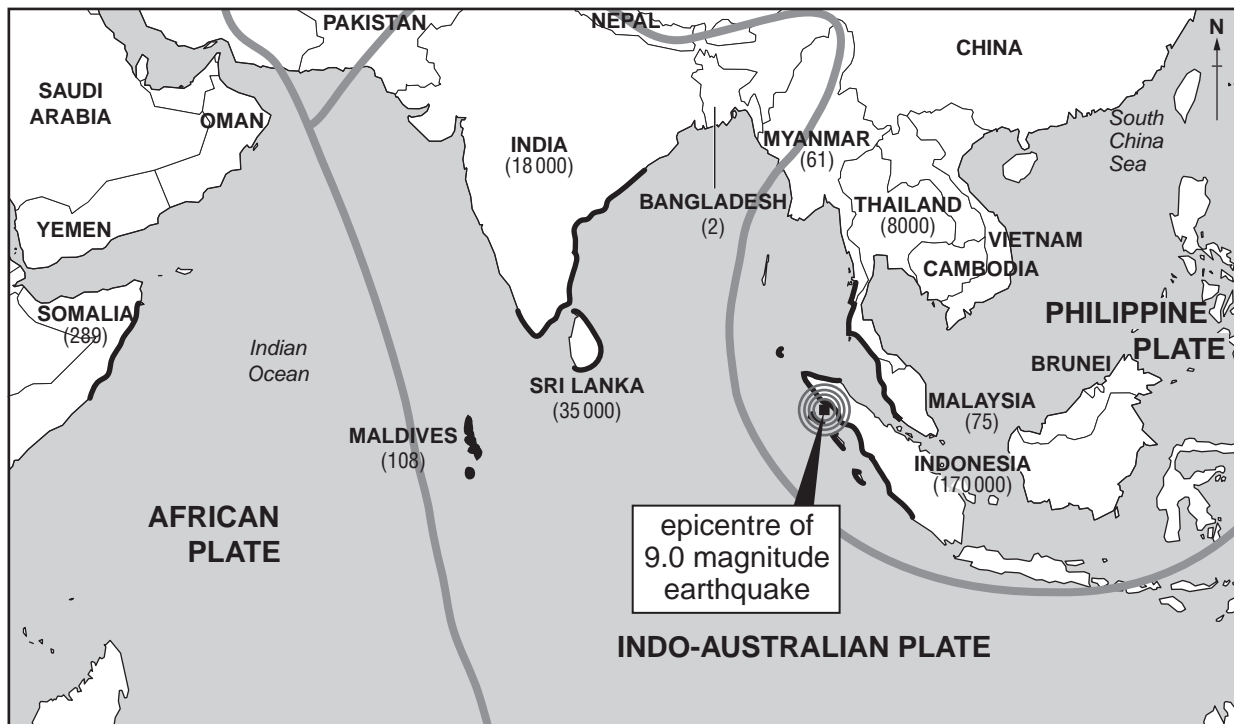 PAKISTAN
NEPAL
CHINA
N
SAUDI
ARABIA
OMAN
INDIA
(18 000)
MYANMAR
(61)
South
China
Sea
BANGLADESH
(2)
THAILAND
(8000)
VIETNAM
CAMBODIA
YEMEN
SOMALIA
(289)
Indian
Ocean
SRI LANKA
(35 000)
PHILIPPINE
PLATE
BRUNEI
MALAYSIA
(75)
MALDIVES
(108)
INDONESIA
(170 000)
AFRICAN
PLATE
epicentre of
9.0 magnitude
earthquake
INDO-AUSTRALIAN PLATE